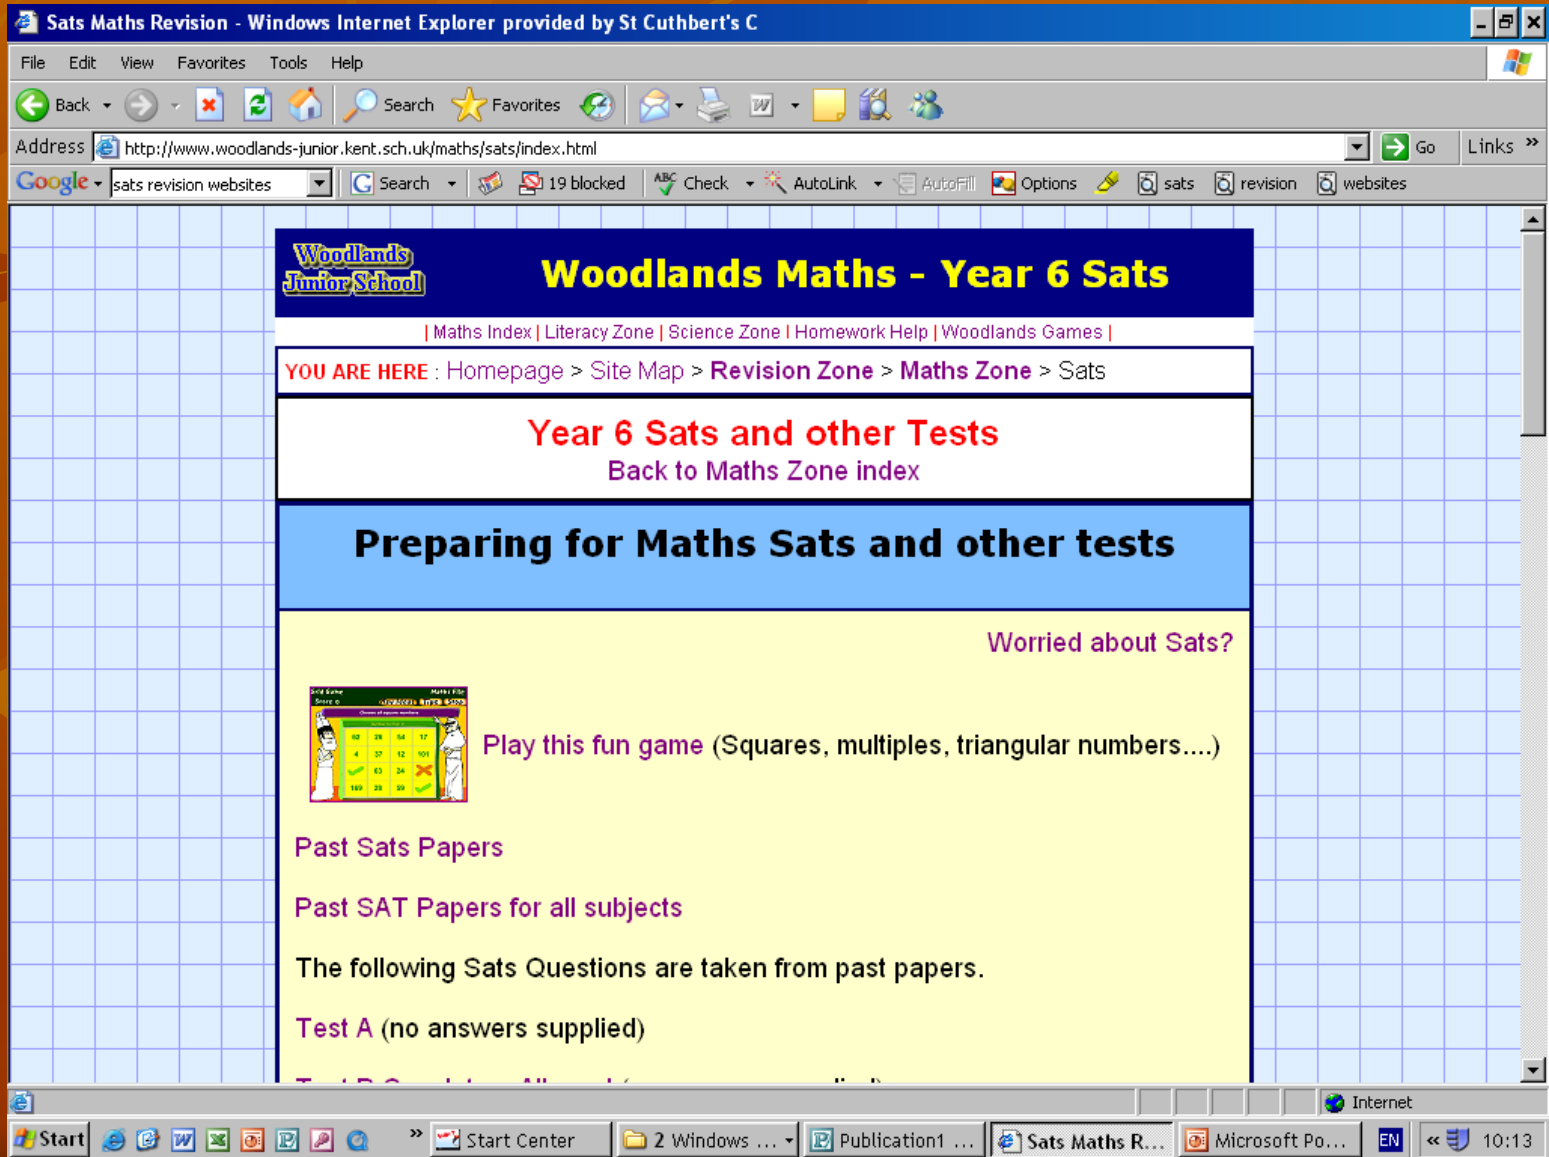 Sats Maths Revision - Windows Internet Explorer provided by St Cuthbert's C
File Edit View Favorites Tools Help
Back Search Favorites
Address http://www.woodlands-junior.kent.sch.uk/maths/sats/index.html Go Links »
Google sats revision websites Search 19 blocked Check AutoLink AutoFill Options sats revision websites
Woodlands
Junior School
Woodlands Maths - Year 6 Sats
| Maths Index | Literacy Zone | Science Zone | Homework Help | Woodlands Games |
YOU ARE HERE : Homepage > Site Map > Revision Zone > Maths Zone > Sats
Year 6 Sats and other Tests
Back to Maths Zone index
Preparing for Maths Sats and other tests
Worried about Sats?
Play this fun game (Squares, multiples, triangular numbers....)
Past Sats Papers
Past SAT Papers for all subjects
The following Sats Questions are taken from past papers.
Test A (no answers supplied)
Internet
Start » Start Center 2 Windows ... Publication1 ... Sats Maths R... Microsoft Po... EN « 10:13